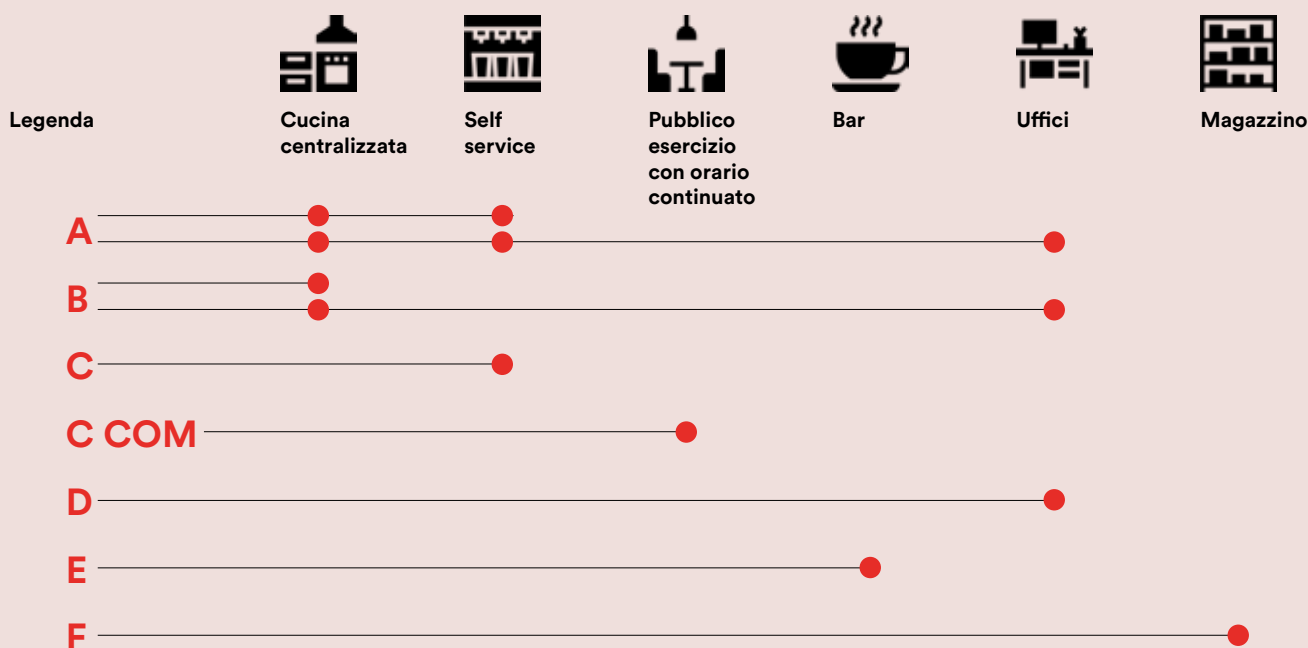 Legenda
Cucina
centralizzata
Self
service
Pubblico
esercizio
con orario
continuato
Bar
Uffici
Magazzino
A
B
C
C COM
D
E
F